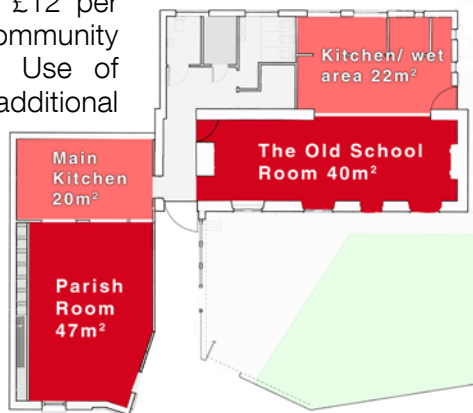 £12 per
ommunity
Use of
additional
Kitchen/ wet
area 22m²
The Old School
Room 40m²
Main
Kitchen
20m²
Parish
Room
47m²